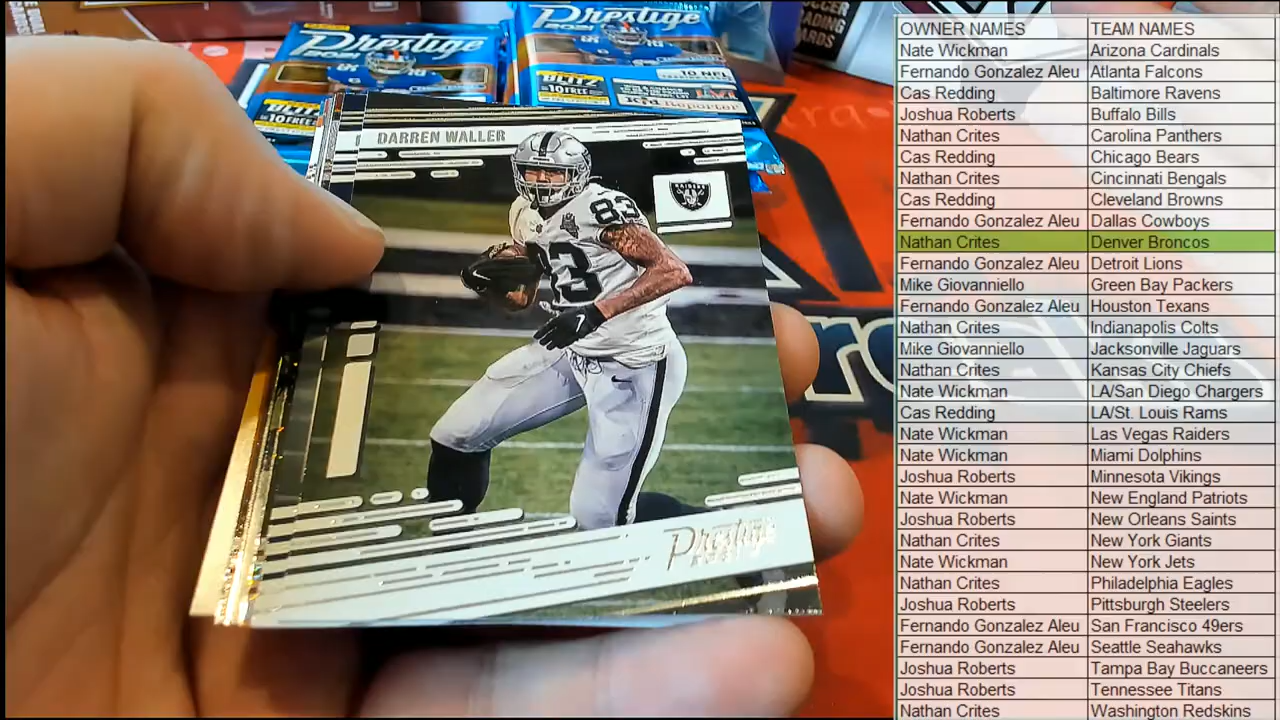 Prestige
Prestige
BLITZ
10 FREE
BLITZ
10 FREE
10 NFL
SOCCER
TRADING
CARDS
DARREN WALLER
RAIDERS
83
83
Prestige
OWNER NAMES TEAM NAMES
Nate Wickman Arizona Cardinals
Fernando Gonzalez Aleu Atlanta Falcons
Cas Redding Baltimore Ravens
Joshua Roberts Buffalo Bills
Nathan Crites Carolina Panthers
Cas Redding Chicago Bears
Nathan Crites Cincinnati Bengals
Cas Redding Cleveland Browns
Fernando Gonzalez Aleu Dallas Cowboys
Nathan Crites Denver Broncos
Fernando Gonzalez Aleu Detroit Lions
Mike Giovanniello Green Bay Packers
Fernando Gonzalez Aleu Houston Texans
Nathan Crites Indianapolis Colts
Mike Giovanniello Jacksonville Jaguars
Nathan Crites Kansas City Chiefs
Nate Wickman LA/San Diego Chargers
Cas Redding LA/St. Louis Rams
Nate Wickman Las Vegas Raiders
Nate Wickman Miami Dolphins
Joshua Roberts Minnesota Vikings
Nate Wickman New England Patriots
Joshua Roberts New Orleans Saints
Nathan Crites New York Giants
Nate Wickman New York Jets
Nathan Crites Philadelphia Eagles
Joshua Roberts Pittsburgh Steelers
Fernando Gonzalez Aleu San Francisco 49ers
Fernando Gonzalez Aleu Seattle Seahawks
Joshua Roberts Tampa Bay Buccaneers
Joshua Roberts Tennessee Titans
Nathan Crites Washington Redskins